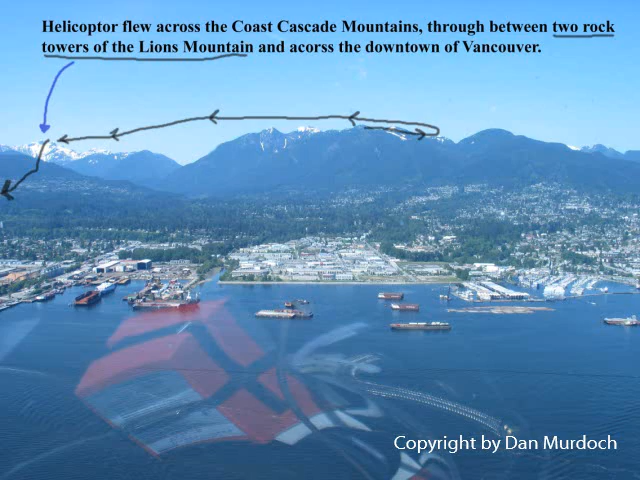 Helicoptor flew across the Coast Cascade Mountains, through between two rock
towers of the Lions Mountain and acorss the downtown of Vancouver.
Copyright by Dan Murdoch